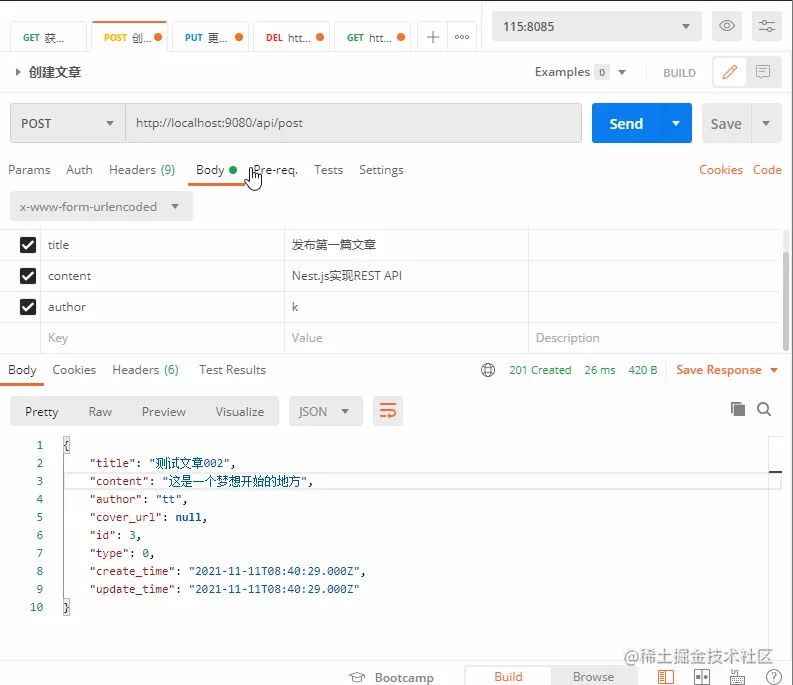 GET 获... POST 创... PUT 更... DEL htt... GET htt... 115:8085
创建文章 Examples 0 BUILD
POST http://localhost:9080/api/post Send Save
Params Auth Headers (9) Body Pre-req. Tests Settings Cookies Code
x-www-form-urlencoded
title 发布第一篇文章
content Nest.js实现REST API
author k
Key Value Description
Body Cookies Headers (6) Test Results 201 Created 26 ms 420 B Save Response
Pretty Raw Preview Visualize JSON
1 {
2 "title": "测试文章002",
3 "content": "这是一个梦想开始的地方",
4 "author": "tt",
5 "cover_url": null,
6 "id": 3,
7 "type": 0,
8 "create_time": "2021-11-11T08:40:29.000Z",
9 "update_time": "2021-11-11T08:40:29.000Z"
10 }
@稀土掘金技术社区
Bootcamp Build Browse